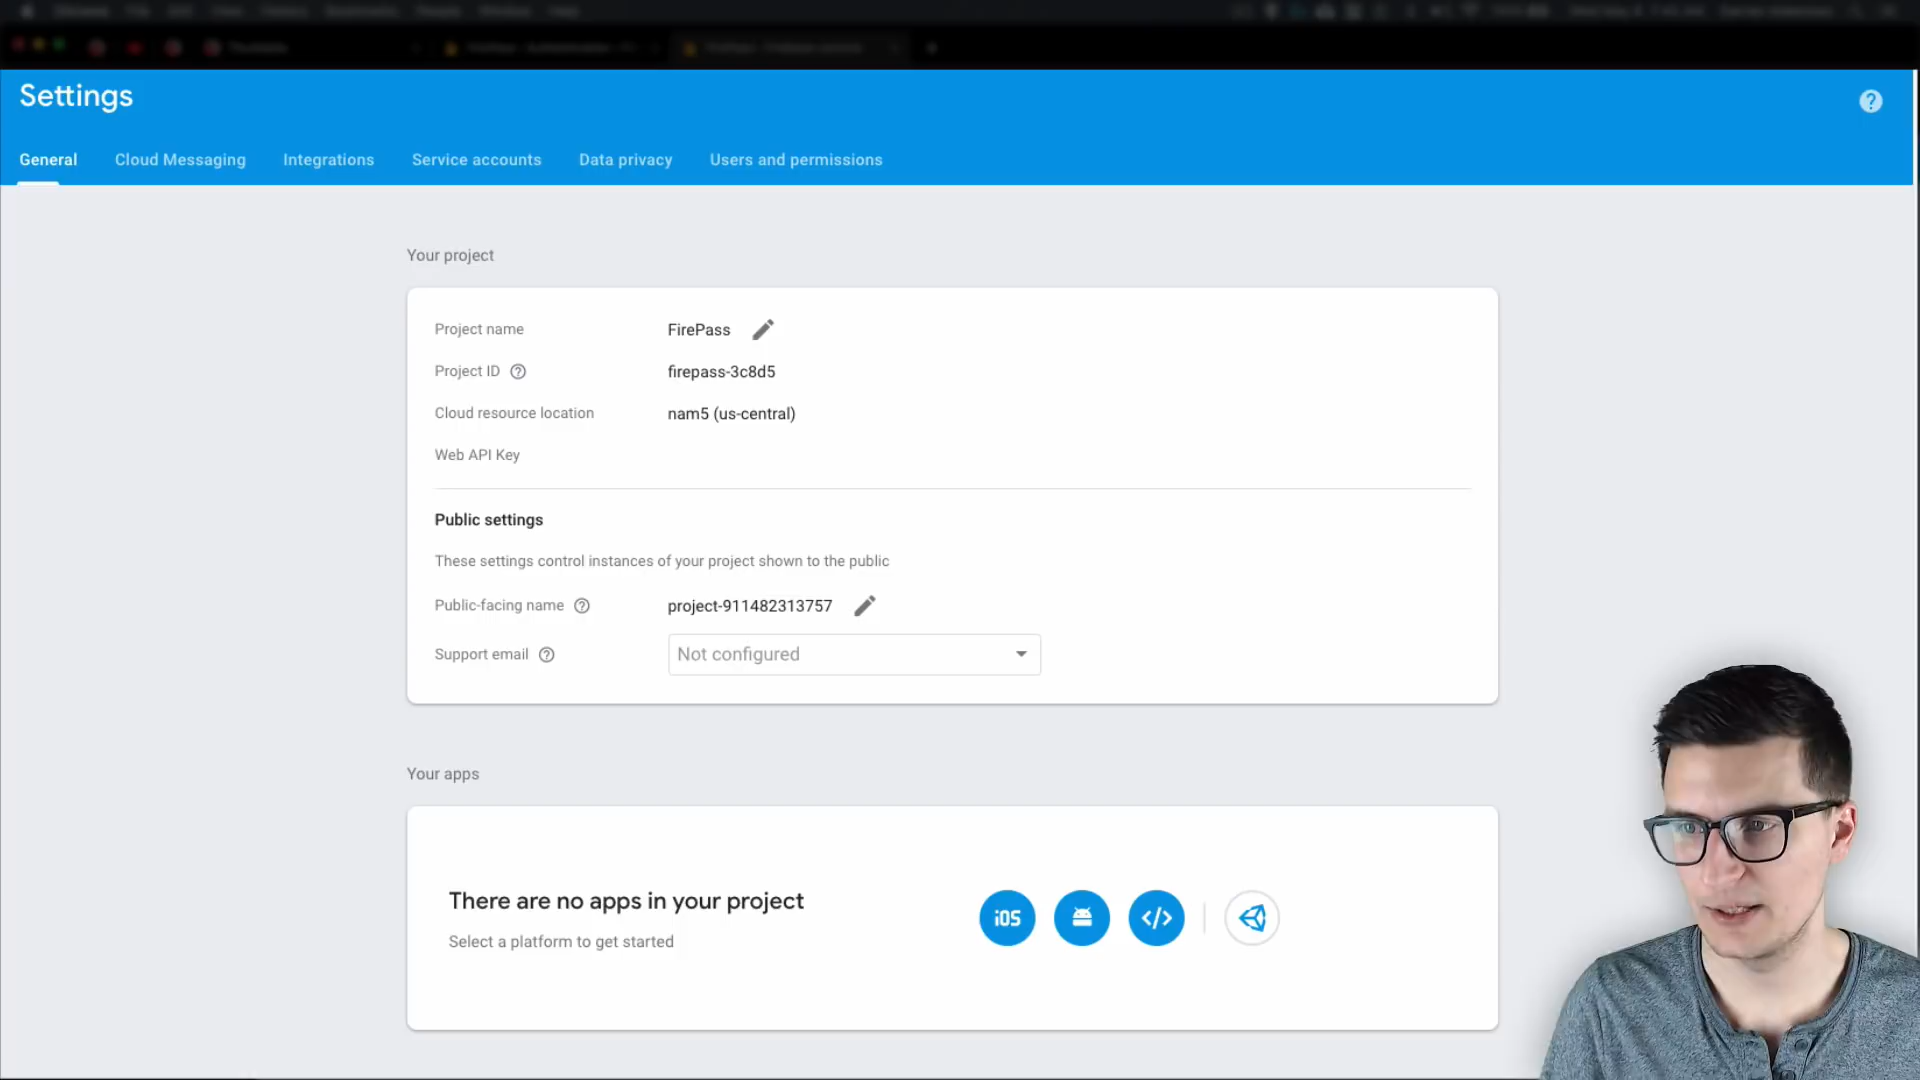 Settings
General
Cloud Messaging
Integrations
Service accounts
Data privacy
Users and permissions
Your project
Project name
FirePass
Project ID
firepass-3c8d5
Cloud resource location
nam5 (us-central)
Web API Key
Public settings
These settings control instances of your project shown to the public
Public-facing name
project-911482313757
Support email
Not configured
Your apps
There are no apps in your project
Select a platform to get started
iOS